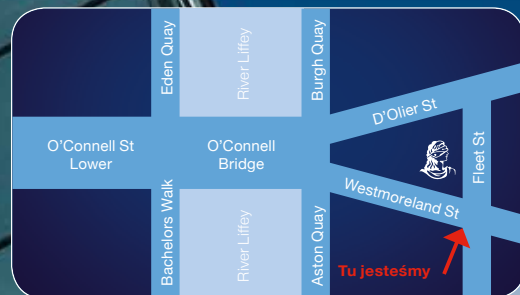 Eden Quay
River Liffey
Burgh Quay
D'Olier St
O'Connell St
Lower
O'Connell
Bridge
Fleet St
Westmoreland St
Bachelors Walk
River Liffey
Aston Quay
Tu jesteśmy